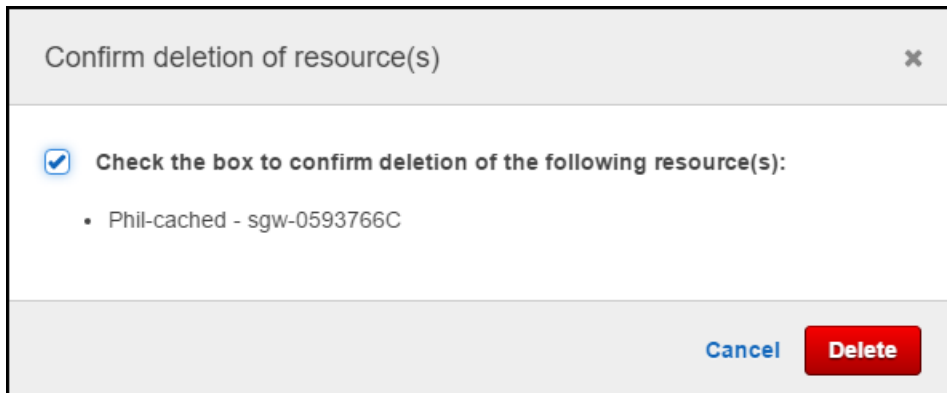 Confirm deletion of resource(s)
Check the box to confirm deletion of the following resource(s):
• Phil-cached - sgw-0593766C
Cancel
Delete